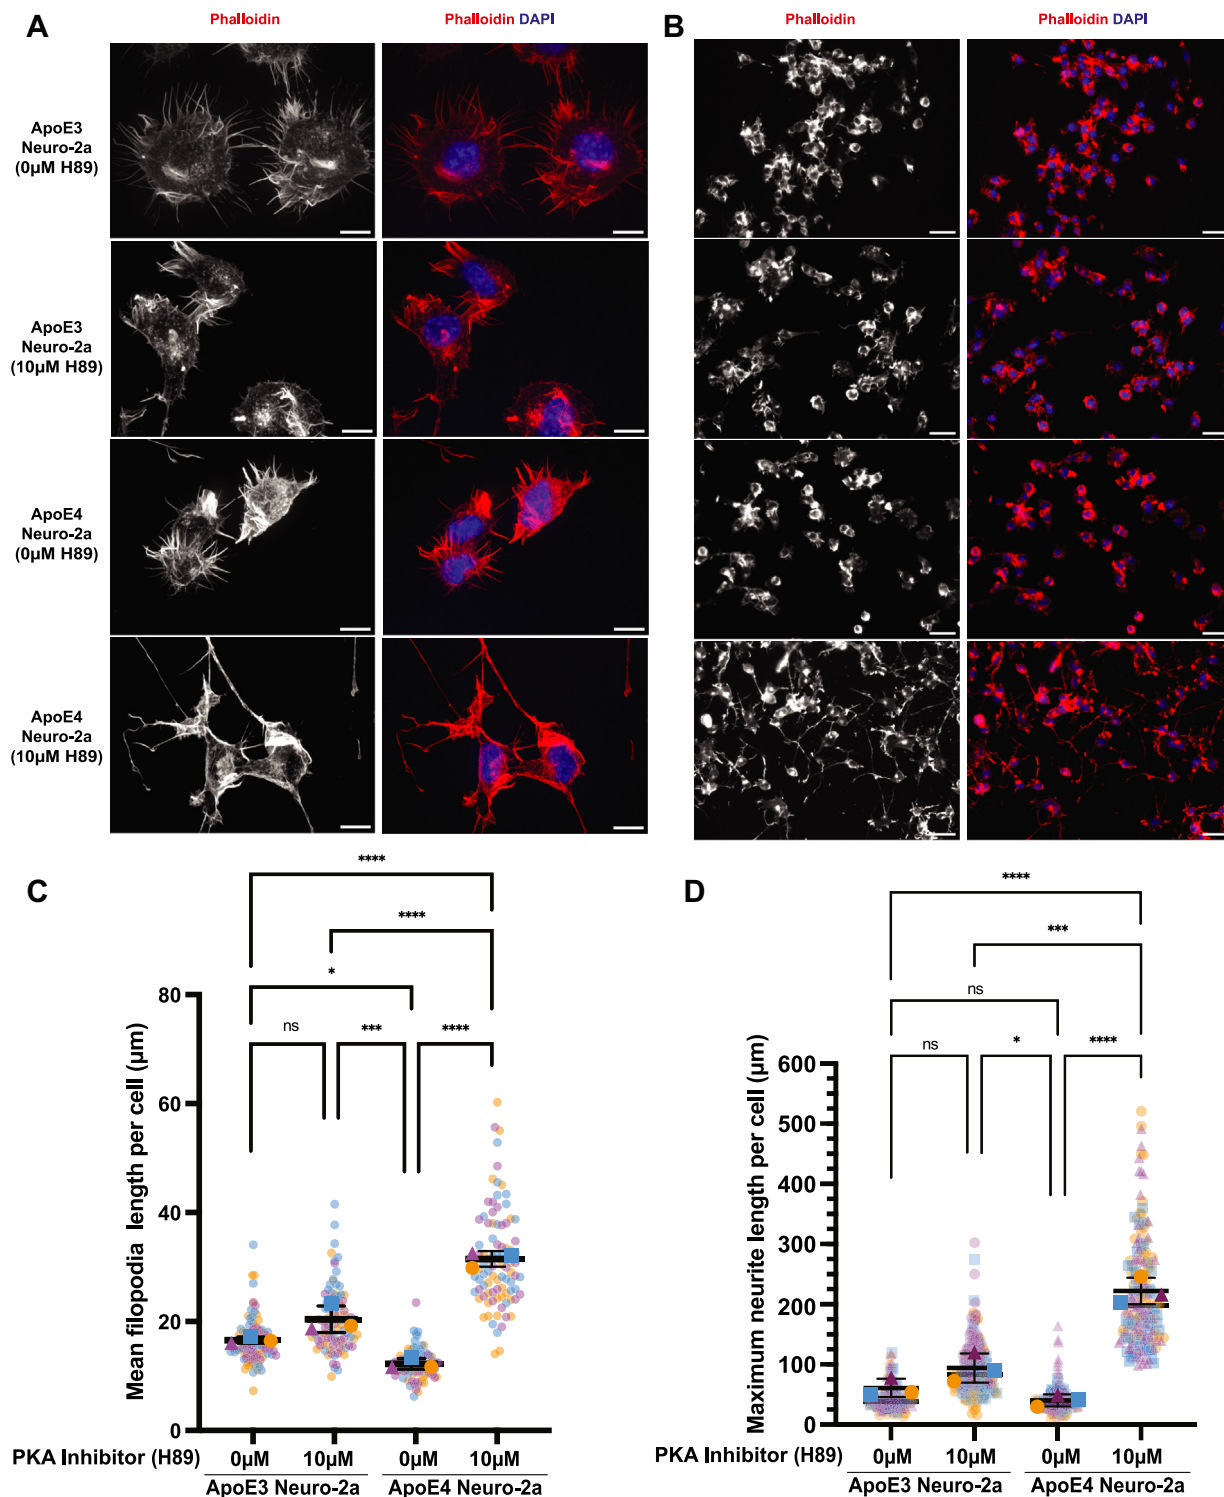 A
Phalloidin
Phalloidin DAPI
B
Phalloidin
Phalloidin DAPI
ApoE3
Neuro-2a
(0µM H89)
ApoE3
Neuro-2a
(10µM H89)
ApoE4
Neuro-2a
(0µM H89)
ApoE4
Neuro-2a
(10µM H89)
C
****
****
*
ns
***
****
Mean filopodia length per cell (µm)
80
60
40
20
0
PKA Inhibitor (H89)
0µM
10µM
0µM
10µM
ApoE3 Neuro-2a
ApoE4 Neuro-2a
D
****
***
ns
ns
*
****
Maximum neurite length per cell (µm)
600
500
400
300
200
100
0
PKA Inhibitor (H89)
0µM
10µM
0µM
10µM
ApoE3 Neuro-2a
ApoE4 Neuro-2a